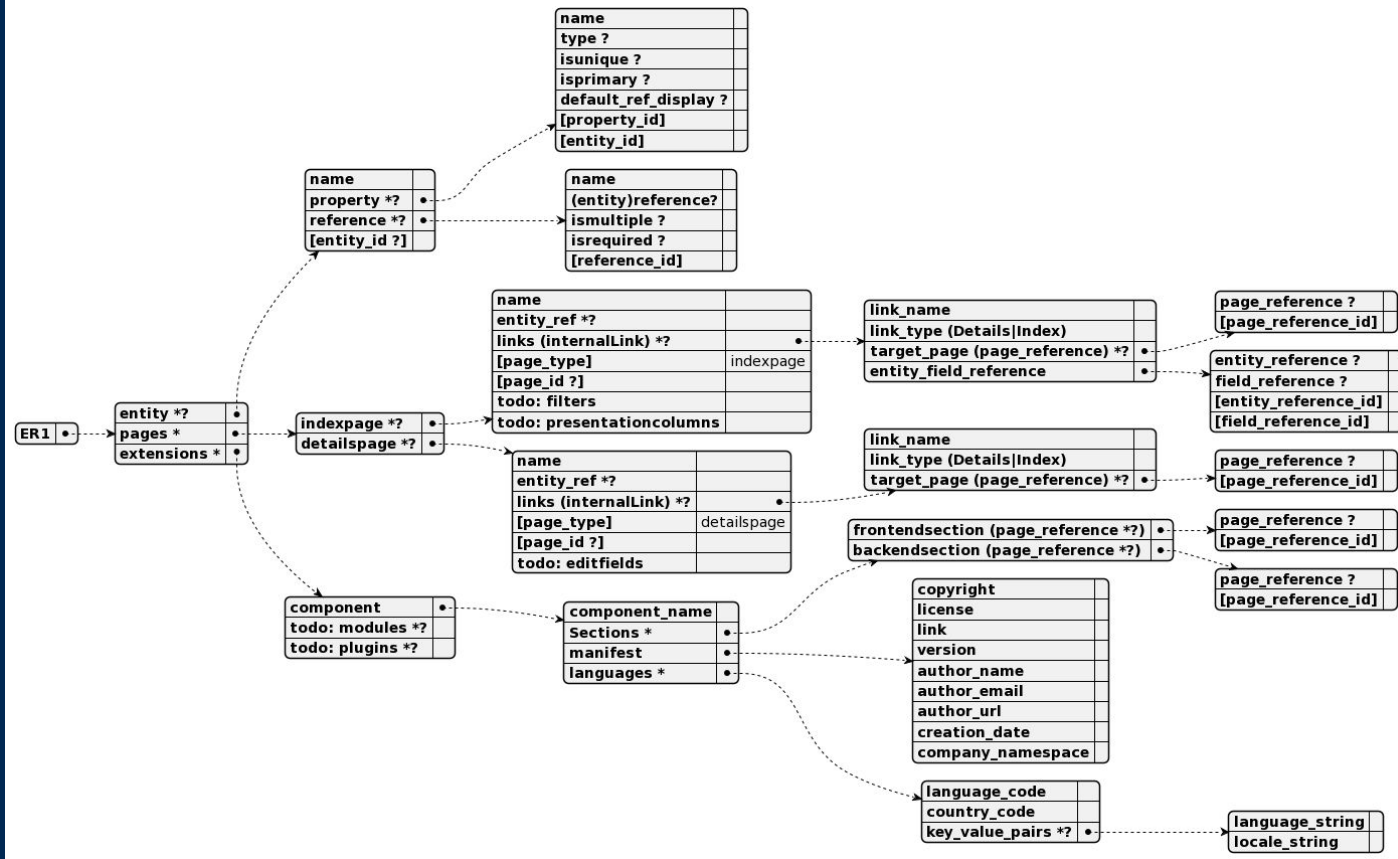 name
type ?
isunique ?
isprimary ?
default_ref_display ?
[property_id]
[entity_id]
name
property *?
reference *?
[entity_id ?]
name
(entity)reference?
ismultiple ?
isrequired ?
[reference_id]
ER1
entity *?
pages *
extensions *
indexpage *?
detailspage *?
name
entity_ref *?
links (internalLink) *?
[page_type] indexpage
[page_id ?]
todo: filters
todo: presentationcolumns
link_name
link_type (Details|Index)
target_page (page_reference) *?
entity_field_reference
page_reference ?
[page_reference_id]
entity_reference ?
field_reference ?
[entity_reference_id]
[field_reference_id]
name
entity_ref *?
links (internalLink) *?
[page_type] detailspage
[page_id ?]
todo: editfields
link_name
link_type (Details|Index)
target_page (page_reference) *?
page_reference ?
[page_reference_id]
component
todo: modules *?
todo: plugins *?
component_name
Sections *
manifest
languages *
frontendsection (page_reference *?)
backendsection (page_reference *?)
page_reference ?
[page_reference_id]
page_reference ?
[page_reference_id]
copyright
license
link
version
author_name
author_email
author_url
creation_date
company_namespace
language_code
country_code
key_value_pairs *?
language_string
locale_string